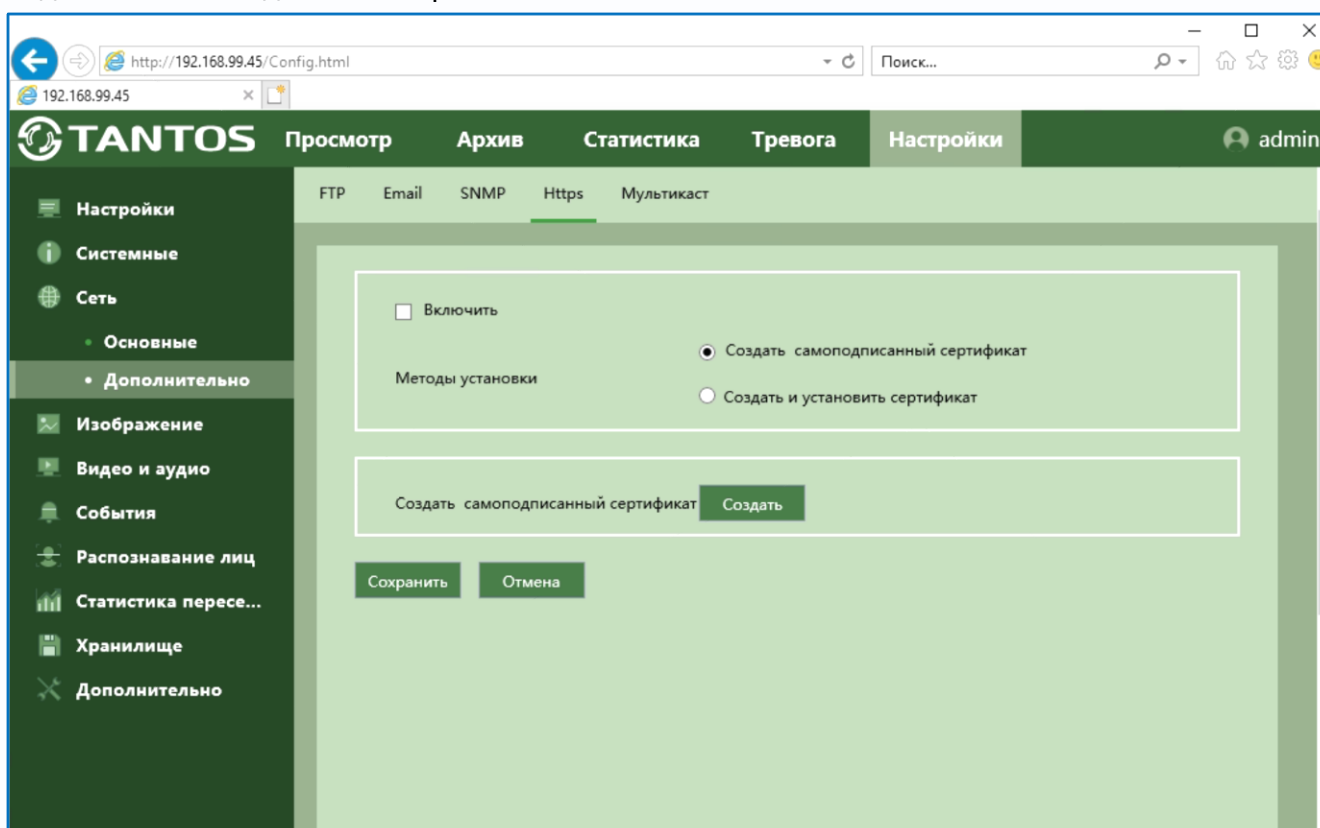 http://192.168.99.45/Config.html
Поиск...
192.168.99.45
TANTOS
Просмотр Архив Статистика Тревога Настройки admin
FTP Email SNMP Https Мультикаст
Настройки
Системные
Сеть
Основные
Дополнительно
Изображение
Видео и аудио
События
Распознавание лиц
Статистика пересе...
Хранилище
Дополнительно
Включить
Методы установки
Создать самоподписанный сертификат
Создать и установить сертификат
Создать самоподписанный сертификат Создать
Сохранить Отмена